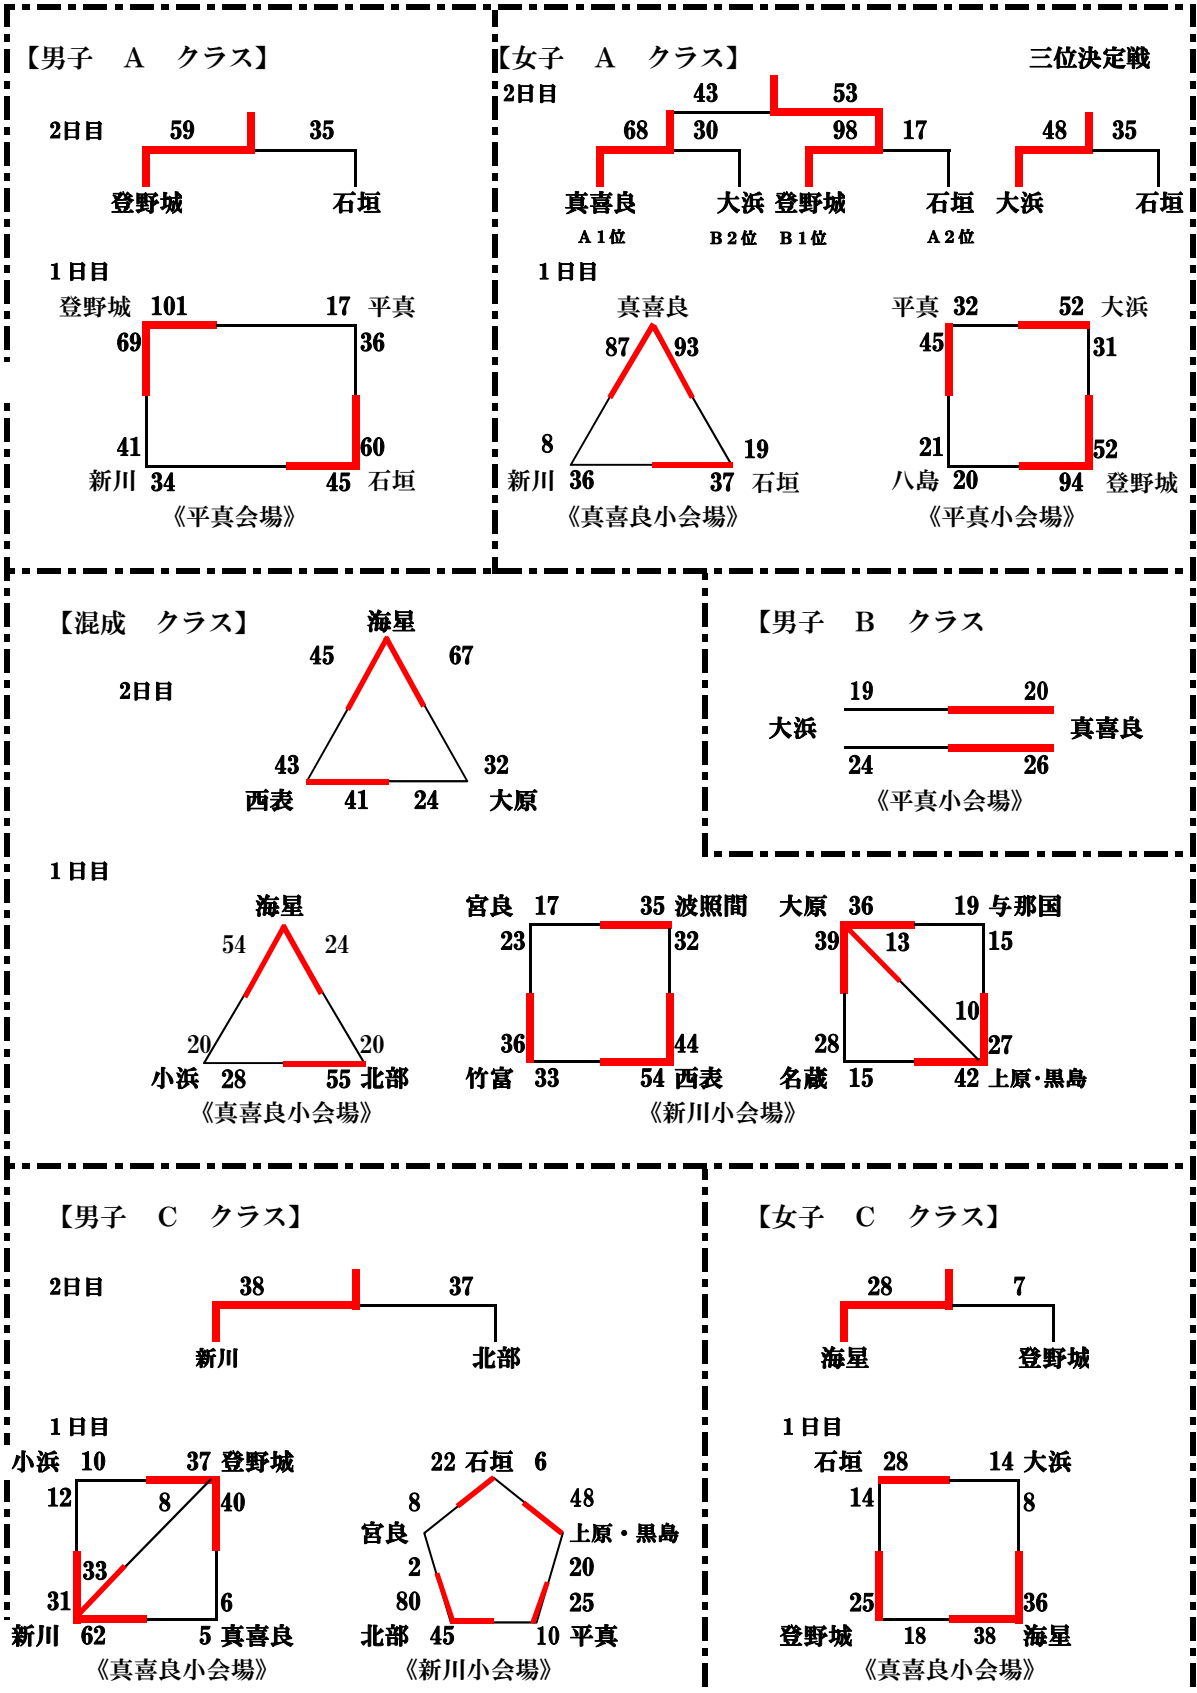 【男子 A クラス】
2日目
59 35
登野城 石垣
1日目
登野城 101 17 平真
69 36
41 60
新川 34 45 石垣
《平真会場》
【女子 A クラス】 三位決定戦
2日目
43 53
68 30 98 17 48 35
真喜良 大浜 登野城 石垣 大浜 石垣
A1位 B2位 B1位 A2位
1日目
真喜良
87 93
8 19
新川 36 37 石垣
《真喜良小会場》
平真 32 52 大浜
45 31
21 52
八島 20 94 登野城
《平真小会場》
【混成 クラス】
2日目
海星
45 67
43 32
西表 41 24 大原
1日目
海星
54 24
20 20
小浜 28 55 北部
《真喜良小会場》
宮良 17 35 波照間
23 32
36 44
竹富 33 54 西表
大原 36 19 与那国
39 13 15
28 10 27
名蔵 15 42 上原・黒島
《新川小会場》
【男子 B クラス
19 20
大浜 真喜良
24 26
《平真小会場》
【男子 C クラス】
2日目
38 37
新川 北部
1日目
小浜 10 37 登野城
12 8 40
33
31 6
新川 62 5 真喜良
《真喜良小会場》
22 石垣 6
8 48
宮良 上原・黒島
2 20
80 25
北部 45 10 平真
《新川小会場》
【女子 C クラス】
28 7
海星 登野城
1日目
石垣 28 14 大浜
14 8
25 36
登野城 18 38 海星
《真喜良小会場》